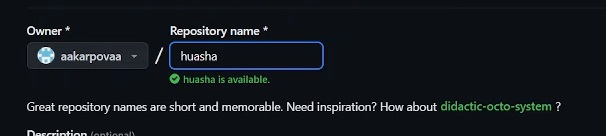 Owner * Repository name *
aakarpovaa / huasha
huasha is available.
Great repository names are short and memorable. Need inspiration? How about didactic-octo-system ?
Description (optional)